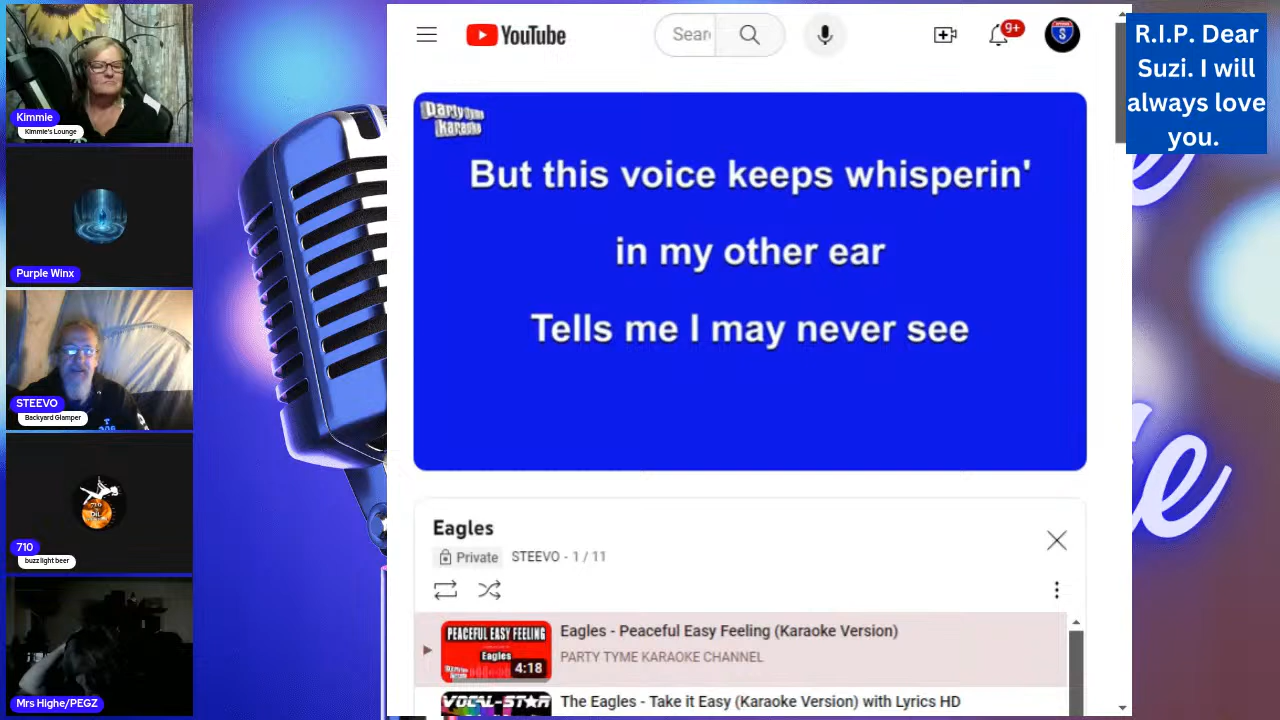 Kimmie
Kimmie's Lounge
Purple Winx
STEEVO
Backyard Glamper
710
buzz light beer
Mrs Highe/PEGZ
YouTube
Sear
9+
Party Tyme
Karaoke
But this voice keeps whisperin'
in my other ear
Tells me I may never see
Eagles
Private STEEVO - 1 / 11
PEACEFUL EASY FEELING
Eagles
4:18
Eagles - Peaceful Easy Feeling (Karaoke Version)
PARTY TYME KARAOKE CHANNEL
VOCAL-STAR
The Eagles - Take it Easy (Karaoke Version) with Lyrics HD
R.I.P. Dear
Suzi. I will
always love
you.